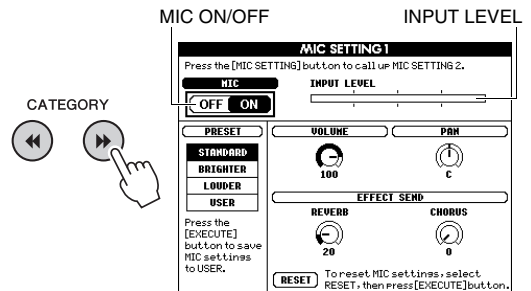 MIC ON/OFF
INPUT LEVEL
MIC SETTING1
Press the [MIC SETTING]button to call up MIC SETTING 2.
MIC
INPUT LEVEL
OFF ON
CATEGORY
PRESET
VOLUME
PAN
STANDARD
BRIGHTER
LOUDER
USER
100
C
EFFECT SEND
REVERB
CHORUS
20
0
Press the
[EXECUTE]
button to save
MIC settings
to USER.
RESET
To reset MIC settings, select
RESET, then press[EXECUTE]button.